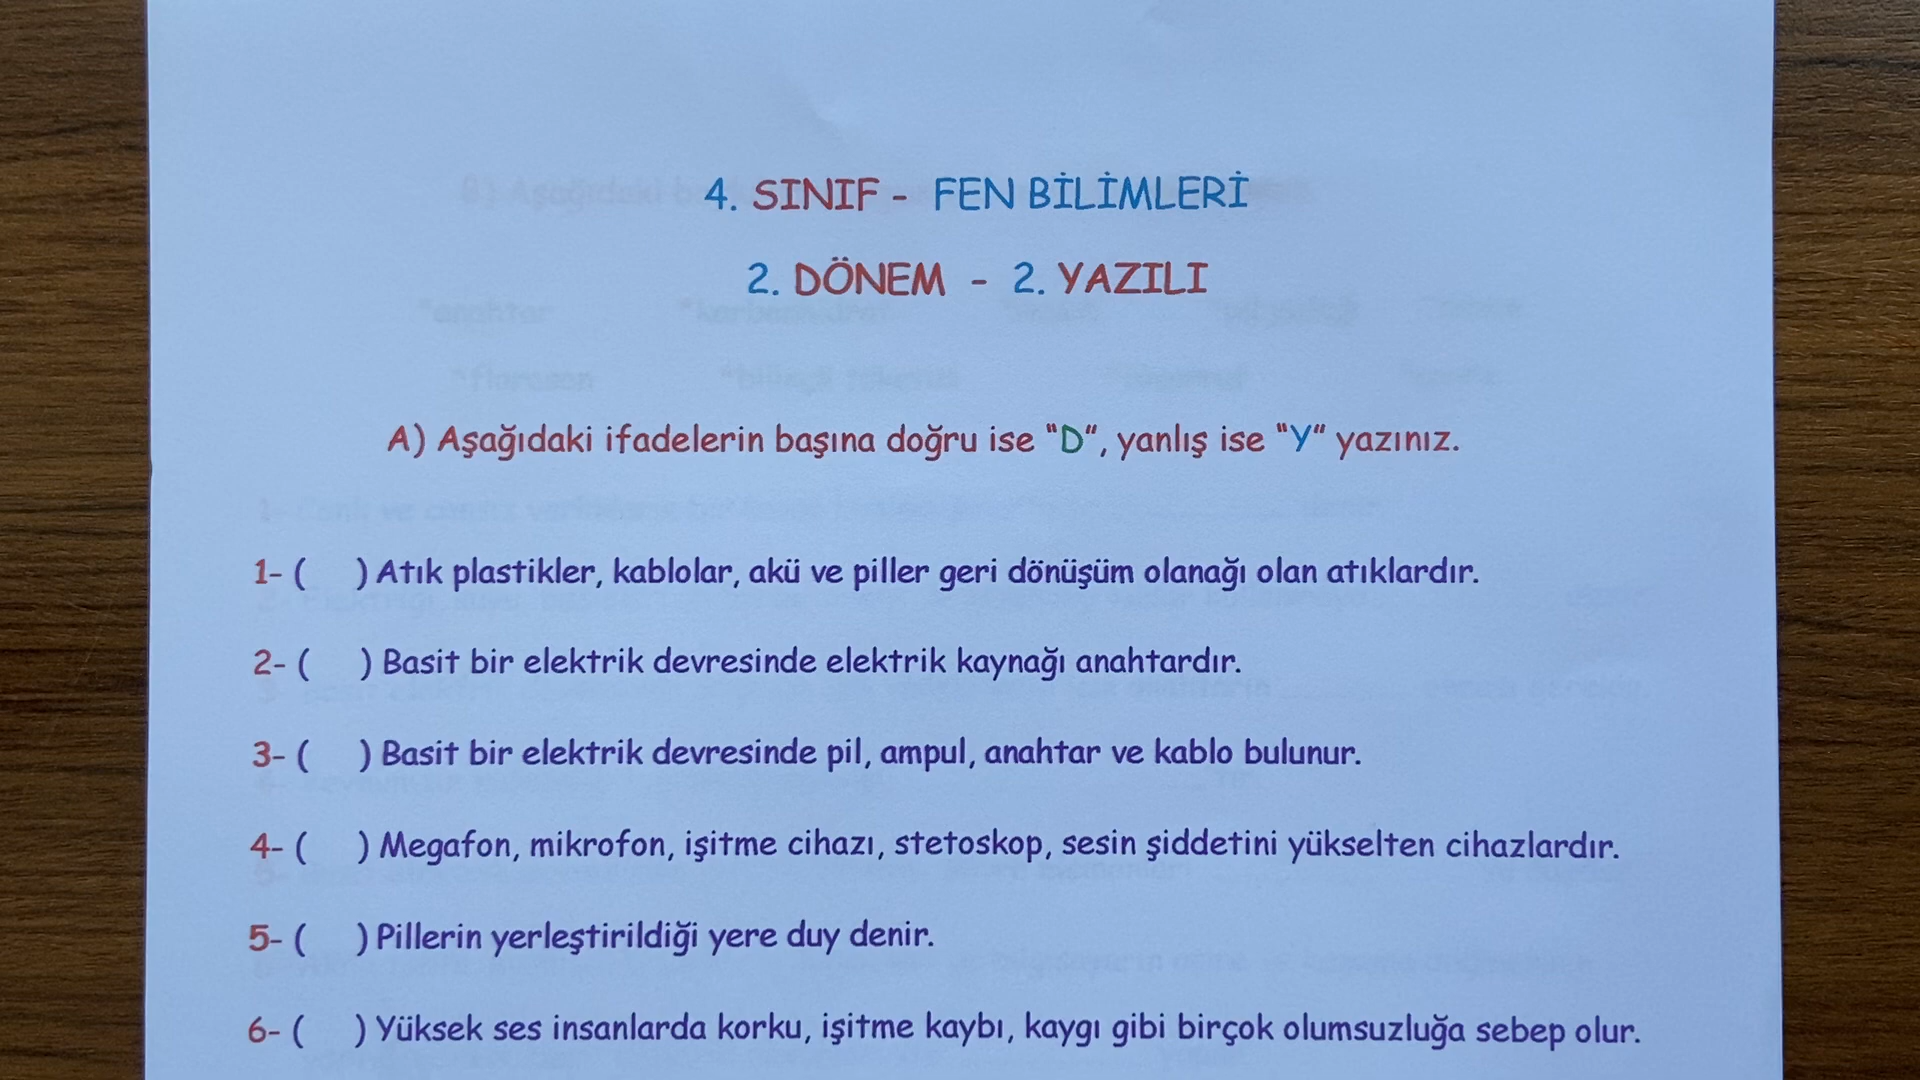 4. SINIF - FEN BİLİMLERİ
2. DÖNEM - 2. YAZILI
A) Aşağıdaki ifadelerin başına doğru ise "D", yanlış ise "Y" yazınız.
1- ( ) Atık plastikler, kablolar, akü ve piller geri dönüşüm olanağı olan atıklardır.
2- ( ) Basit bir elektrik devresinde elektrik kaynağı anahtardır.
3- ( ) Basit bir elektrik devresinde pil, ampul, anahtar ve kablo bulunur.
4- ( ) Megafon, mikrofon, işitme cihazı, stetoskop, sesin şiddetini yükselten cihazlardır.
5- ( ) Pillerin yerleştirildiği yere duy denir.
6- ( ) Yüksek ses insanlarda korku, işitme kaybı, kaygı gibi birçok olumsuzluğa sebep olur.